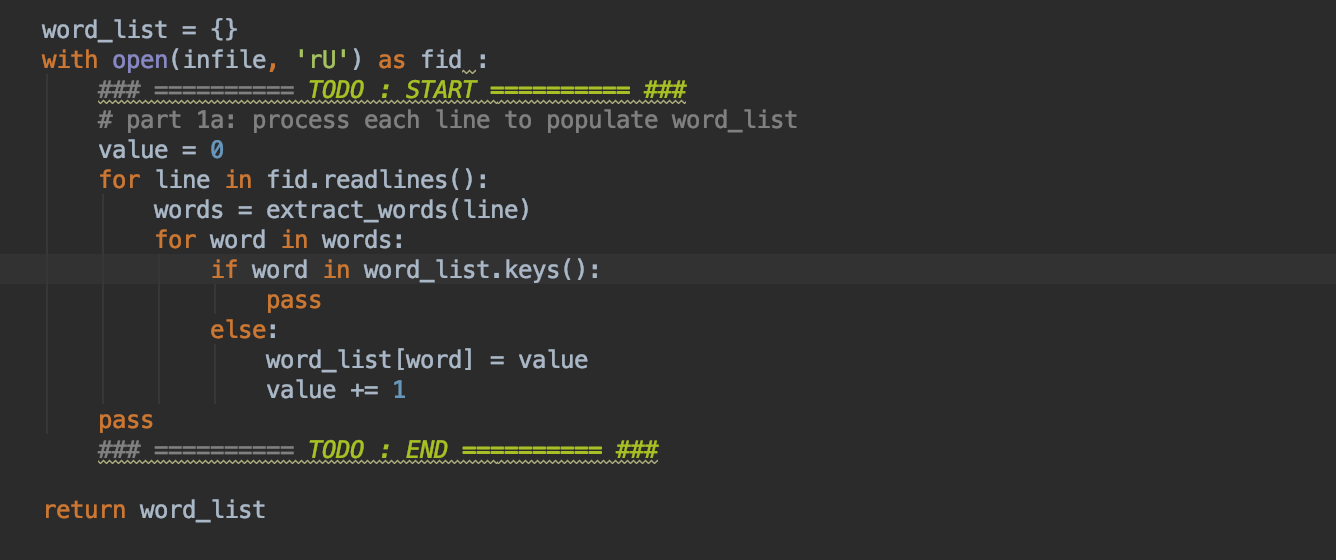 word_list = {}
with open(infile, 'rU') as fid :
### ========== TODO : START ========== ###
# part 1a: process each line to populate word_list
value = 0
for line in fid.readlines():
words = extract_words(line)
for word in words:
if word in word_list.keys():
pass
else:
word_list[word] = value
value += 1
pass
### ========== TODO : END ========== ###
return word_list